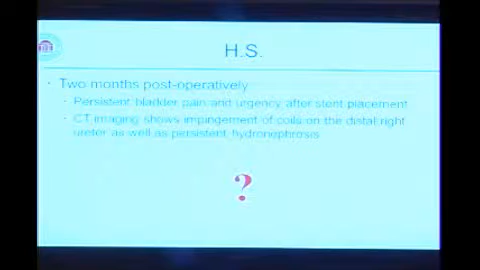 H.S.
Two months post-operatively
Persistent bladder pain and urgency after stent placement
CT imaging shows impingement of coils on the distal right
ureter as well as persistent hydronephrosis
?